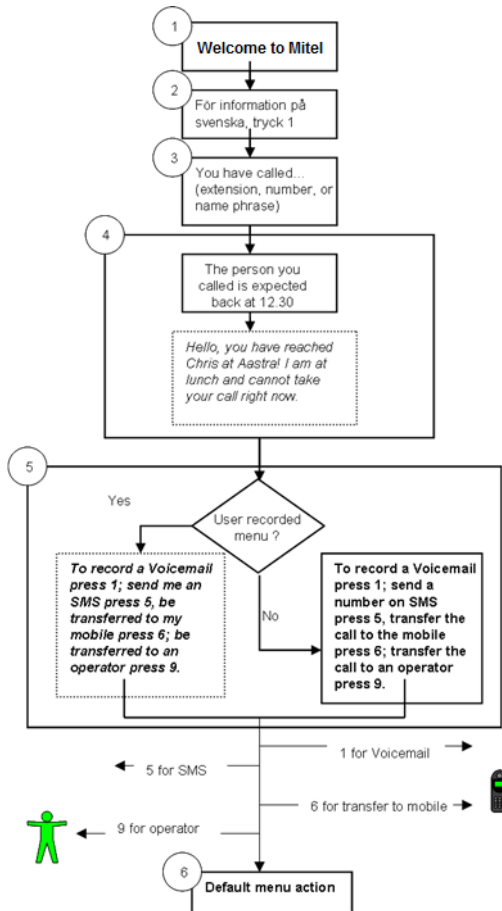 1
Welcome to Mitel
2
För information på
svenska, tryck 1
3
You have called...
(extension, number, or
name phrase)
4
The person you
called is expected
back at 12.30
Hello, you have reached
Chris at Aastra! I am at
lunch and cannot take
your call right now.
5
Yes
User recorded
menu ?
To record a Voicemail
press 1; send me an
SMS press 5, be
transferred to my
mobile press 6; be
transferred to an
operator press 9.
No
To record a Voicemail
press 1; send a
number on SMS
press 5, transfer the
call to the mobile
press 6; transfer the
call to an operator
press 9.
1 for Voicemail
5 for SMS
6 for transfer to mobile
9 for operator
6
Default menu action